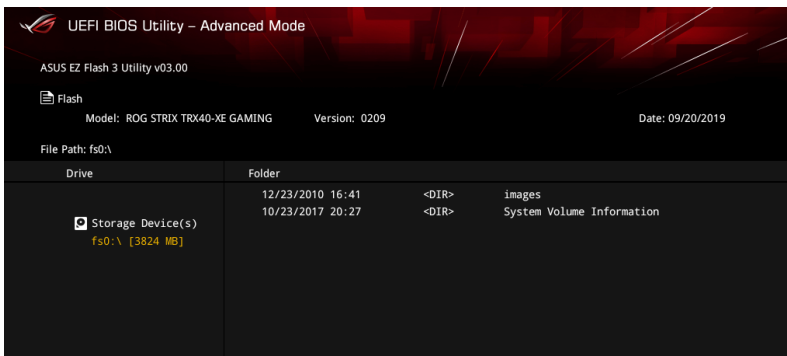 UEFI BIOS Utility – Advanced Mode
ASUS EZ Flash 3 Utility v03.00
Flash
Model: ROG STRIX TRX40-XE GAMING Version: 0209 Date: 09/20/2019
File Path: fs0:\
Drive Folder
12/23/2010 16:41 <DIR> images
10/23/2017 20:27 <DIR> System Volume Information
Storage Device(s)
fs0:\ [3824 MB]